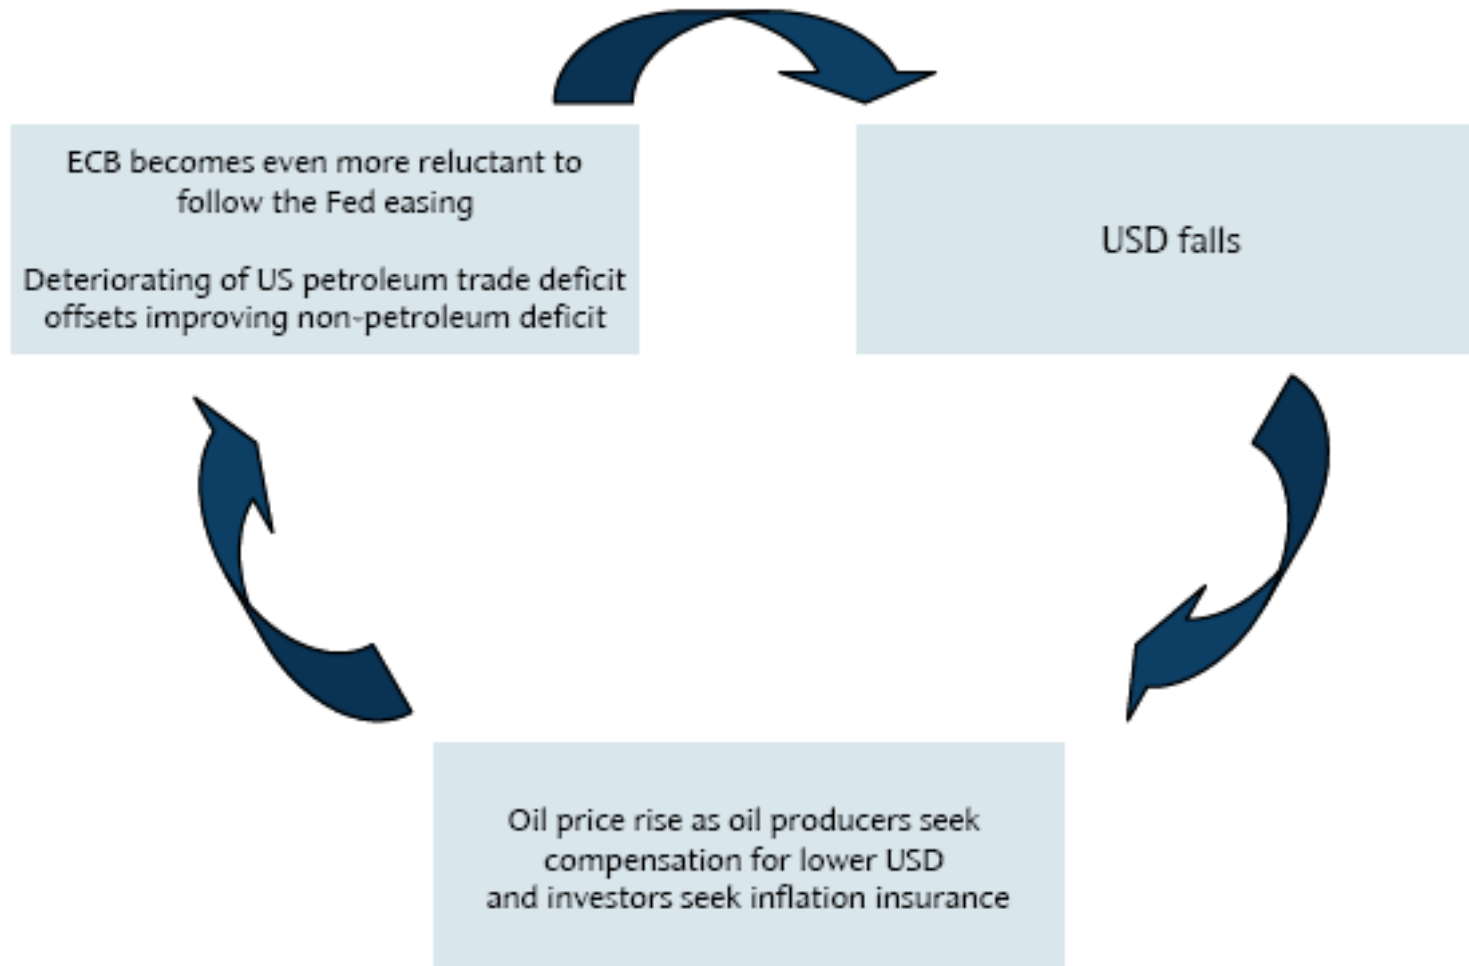 ECB becomes even more reluctant to
follow the Fed easing
Deteriorating of US petroleum trade deficit
offsets improving non-petroleum deficit
USD falls
Oil price rise as oil producers seek
compensation for lower USD
and investors seek inflation insurance